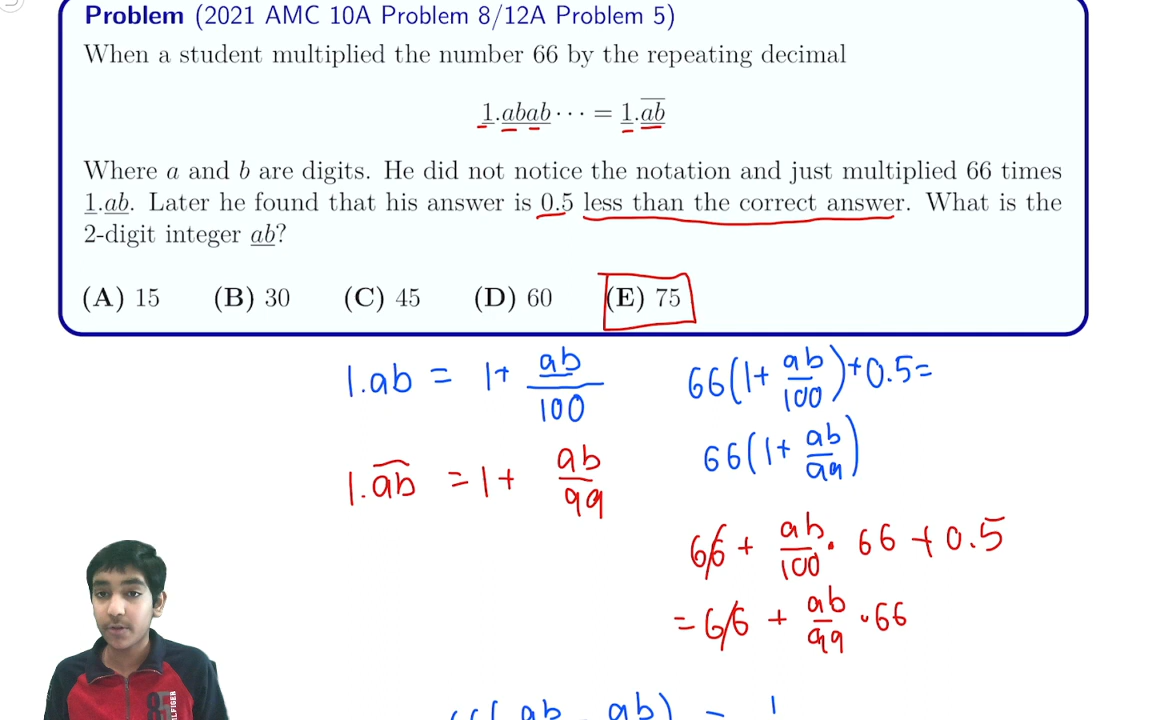 Problem (2021 AMC 10A Problem 8/12A Problem 5)
When a student multiplied the number 66 by the repeating decimal
1.abab··· = 1.a̅b̅
Where a and b are digits. He did not notice the notation and just multiplied 66 times
1.ab. Later he found that his answer is 0.5 less than the correct answer. What is the
2-digit integer ab?
(A) 15 (B) 30 (C) 45 (D) 60 (E) 75
1.ab = 1+ ab/100
66(1+ ab/100)+0.5=
66(1+ ab/99)
1.a̅b̅ = 1+ ab/99
66 + ab/100 · 66 + 0.5
= 66 + ab/99 · 66